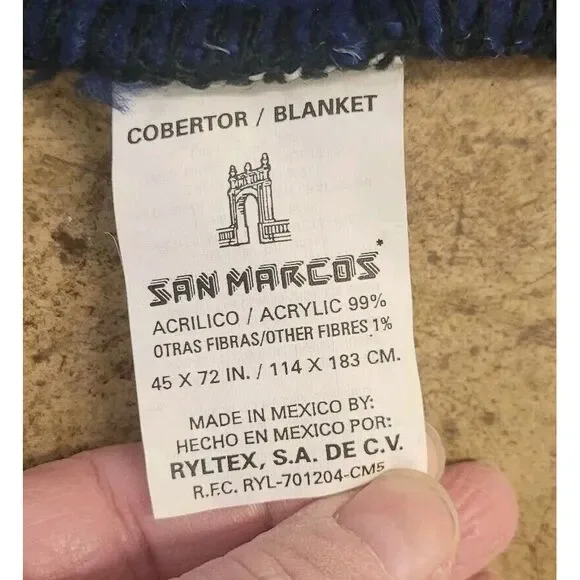 COBERTOR / BLANKET
SAN MARCOS*
ACRILICO / ACRYLIC 99%
OTRAS FIBRAS/OTHER FIBRES 1%
45 X 72 IN. / 114 X 183 CM.
MADE IN MEXICO BY:
HECHO EN MEXICO POR:
RYLTEX, S.A. DE C.V.
R.F.C. RYL-701204-CM5